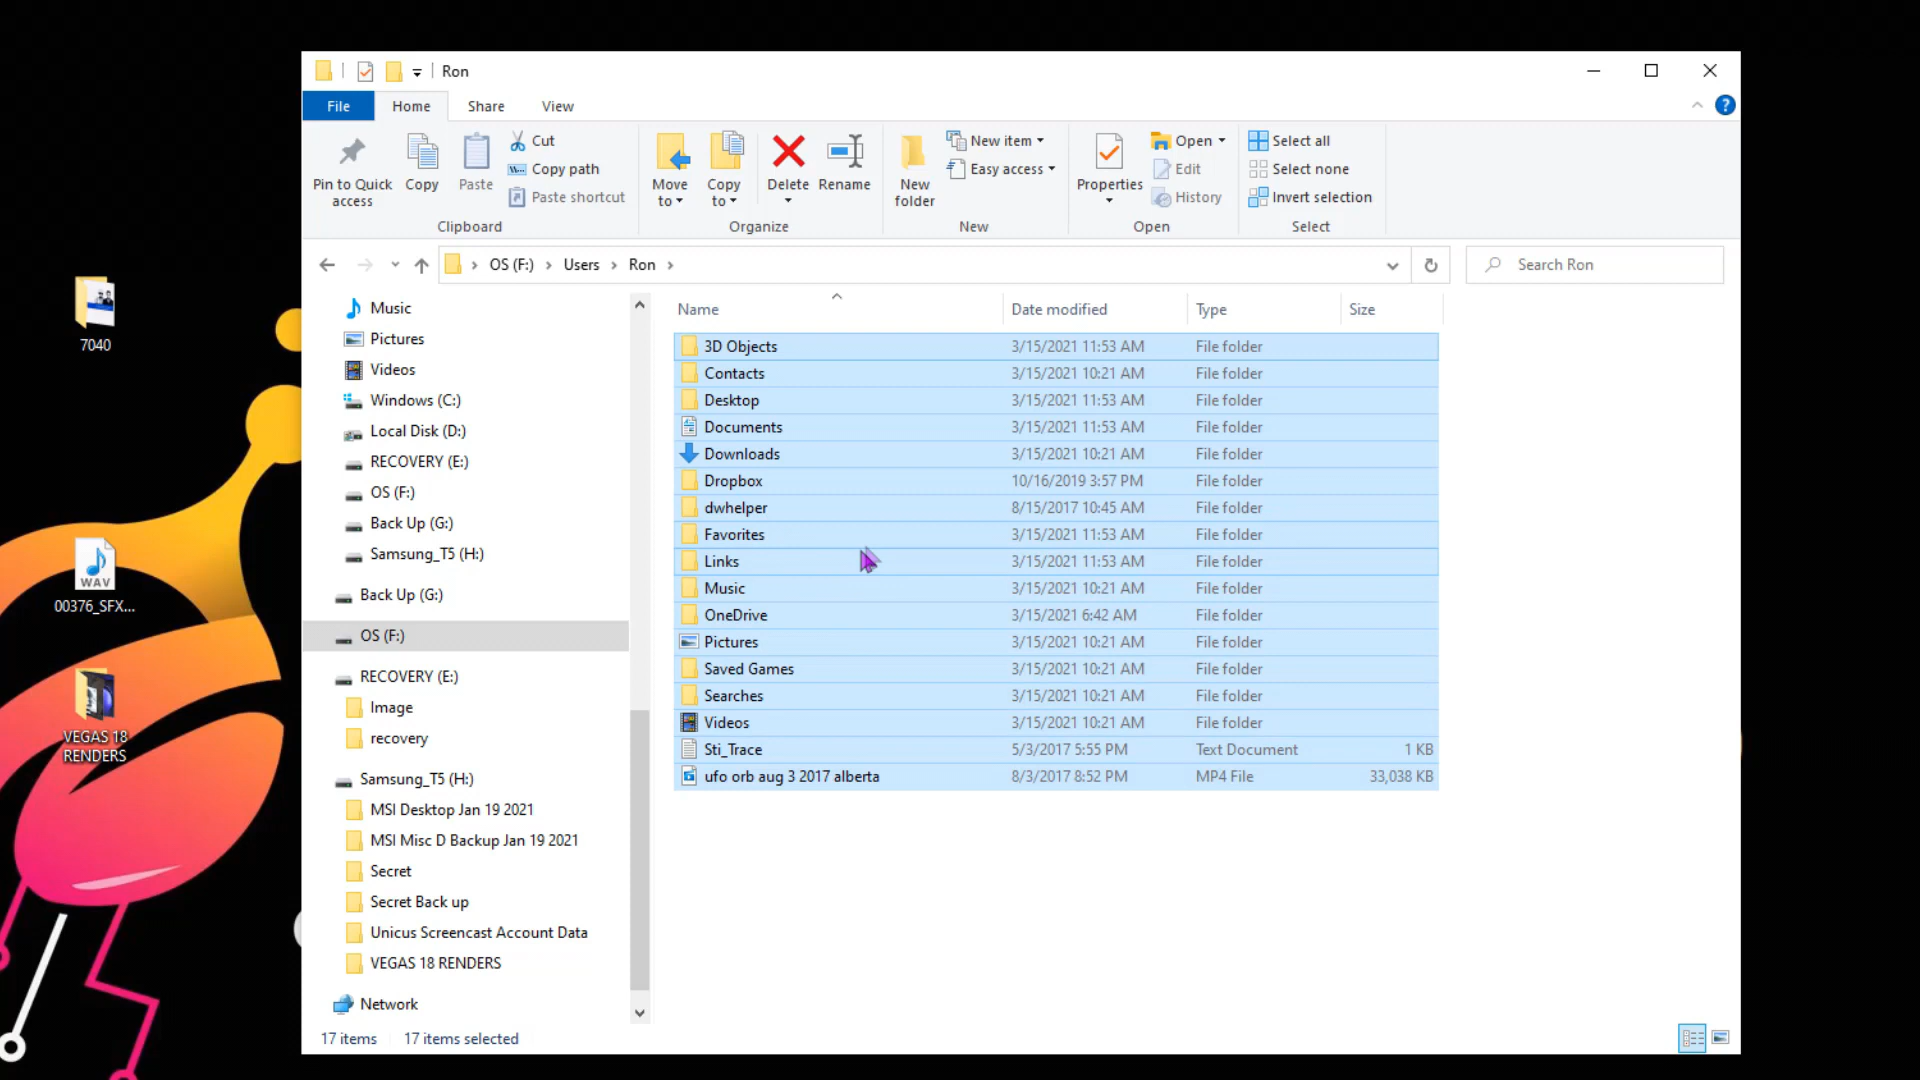 Ron
File
Home
Share
View
Pin to Quick access
Copy
Paste
Cut
Copy path
Paste shortcut
Clipboard
Move to
Copy to
Delete
Rename
Organize
New folder
New item
Easy access
New
Properties
Open
Edit
History
Open
Select all
Select none
Invert selection
Select
OS (F:) > Users > Ron >
Search Ron
7040
00376_SFX...
WAV
VEGAS 18
RENDERS
Music
Pictures
Videos
Windows (C:)
Local Disk (D:)
RECOVERY (E:)
OS (F:)
Back Up (G:)
Samsung_T5 (H:)
Back Up (G:)
OS (F:)
RECOVERY (E:)
Image
recovery
Samsung_T5 (H:)
MSI Desktop Jan 19 2021
MSI Misc D Backup Jan 19 2021
Secret
Secret Back up
Unicus Screencast Account Data
VEGAS 18 RENDERS
Network
Name Date modified Type Size
3D Objects 3/15/2021 11:53 AM File folder
Contacts 3/15/2021 10:21 AM File folder
Desktop 3/15/2021 11:53 AM File folder
Documents 3/15/2021 11:53 AM File folder
Downloads 3/15/2021 10:21 AM File folder
Dropbox 10/16/2019 3:57 PM File folder
dwhelper 8/15/2017 10:45 AM File folder
Favorites 3/15/2021 11:53 AM File folder
Links 3/15/2021 11:53 AM File folder
Music 3/15/2021 10:21 AM File folder
OneDrive 3/15/2021 6:42 AM File folder
Pictures 3/15/2021 10:21 AM File folder
Saved Games 3/15/2021 10:21 AM File folder
Searches 3/15/2021 10:21 AM File folder
Videos 3/15/2021 10:21 AM File folder
Sti_Trace 5/3/2017 5:55 PM Text Document 1 KB
ufo orb aug 3 2017 alberta 8/3/2017 8:52 PM MP4 File 33,038 KB
17 items 17 items selected